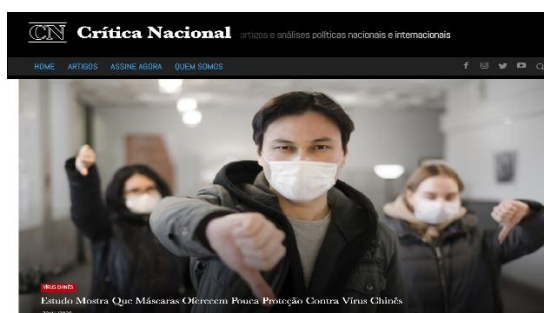 CN Crítica Nacional artigos e análises políticas nacionais e internacionais
HOME ARTIGOS ASSINE AGORA QUEM SOMOS
VÍRUS CHINÊS
Estudo Mostra Que Máscaras Oferecem Pouca Proteção Contra Vírus Chinês